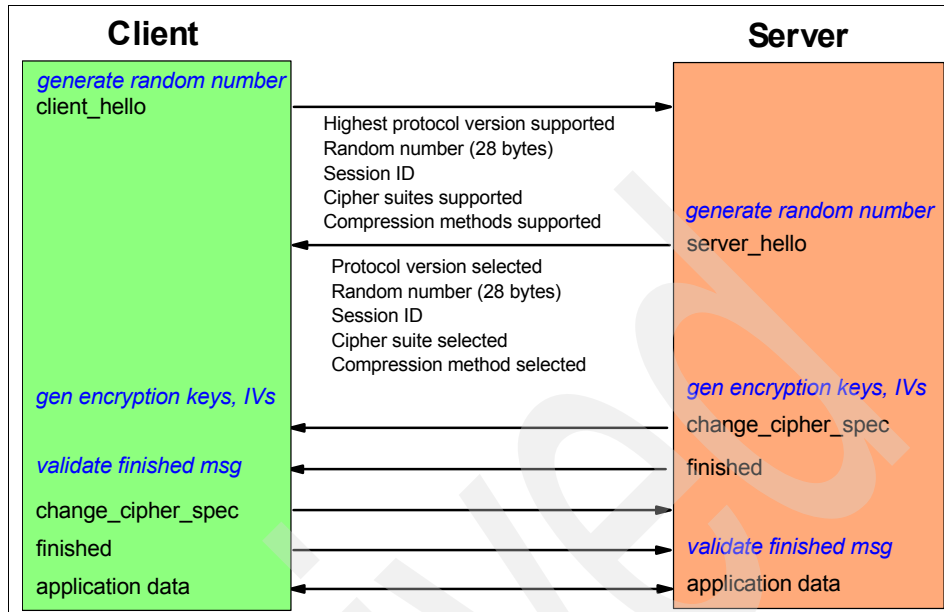 Client
Server
generate random number
client_hello
Highest protocol version supported
Random number (28 bytes)
Session ID
Cipher suites supported
Compression methods supported
generate random number
server_hello
Protocol version selected
Random number (28 bytes)
Session ID
Cipher suite selected
Compression method selected
gen encryption keys, IVs
gen encryption keys, IVs
change_cipher_spec
validate finished msg
finished
change_cipher_spec
finished
validate finished msg
application data
application data